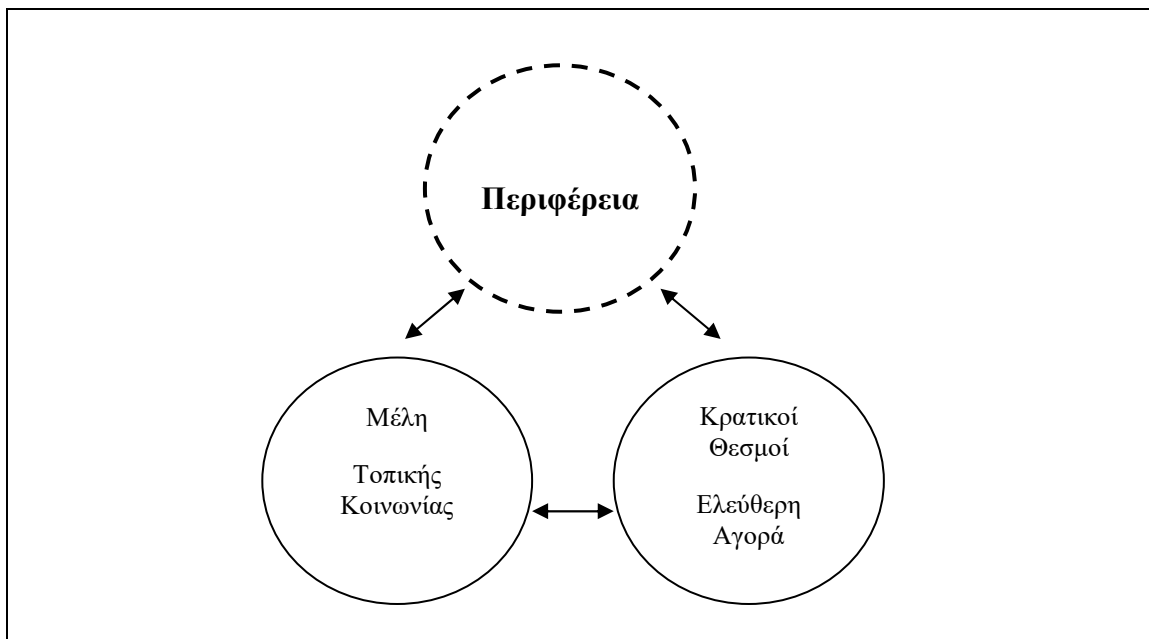 Περιφέρεια
Μέλη
Τοπικής
Κοινωνίας
Κρατικοί
Θεσμοί
Ελεύθερη
Αγορά